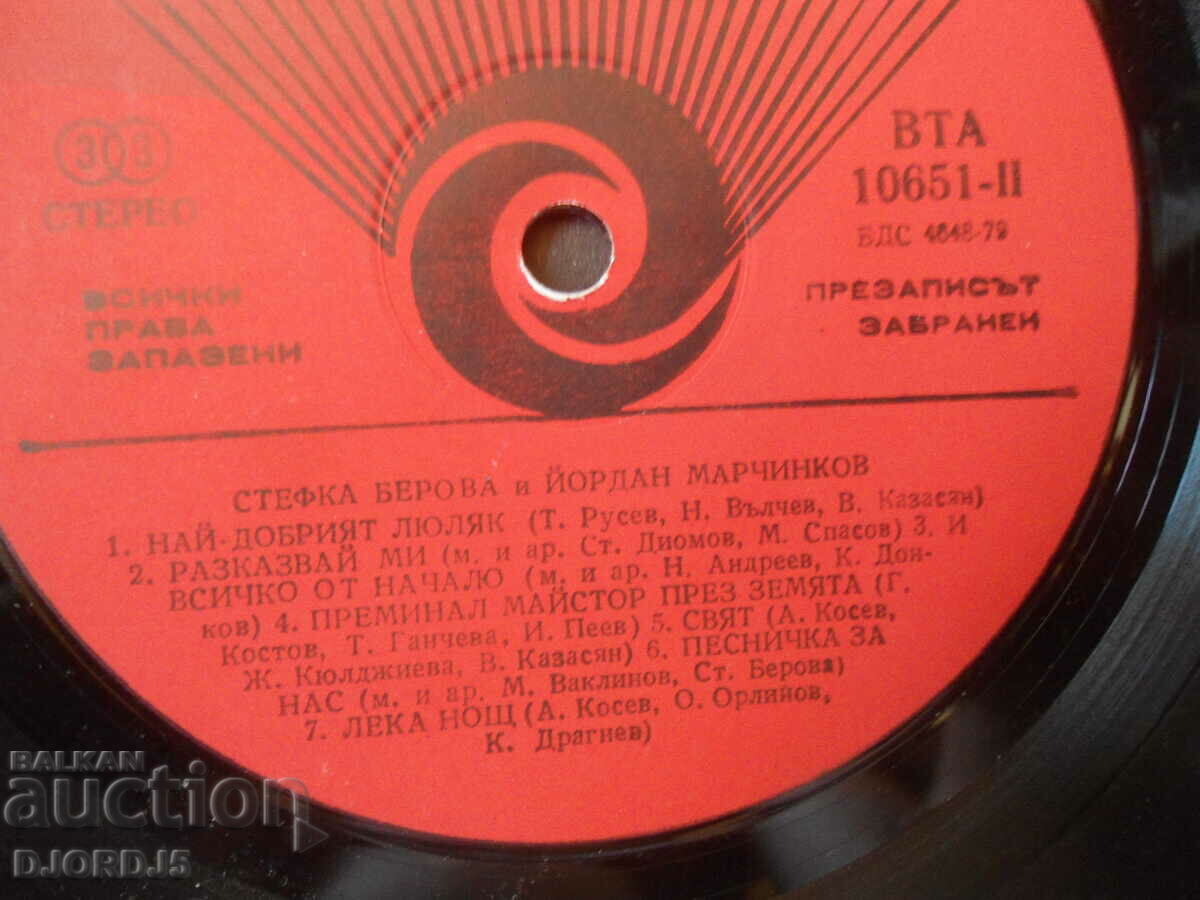 303
СТЕРЕО
ВТА
10651-II
БДС 4648-79
ВСИЧКИ
ПРАВА
ЗАПАЗЕНИ
ПРЕЗАПИСЪТ
ЗАБРАНЕН
СТЕФКА БЕРОВА и ЙОРДАН МАРЧИНКОВ
1. НАЙ-ДОБРИЯТ ЛЮЛЯК (Т. Русев, Н. Вълчев, В. Казасян)
2. РАЗКАЗВАЙ МИ (м. и ар. Ст. Диомов, М. Спасов) 3. И
ВСИЧКО ОТ НАЧАЛО (м. и ар. Н. Андреев, К. Дон-
ков) 4. ПРЕМИНАЛ МАЙСТОР ПРЕЗ ЗЕМЯТА (Г.
Костов, Т. Ганчева, И. Пеев) 5. СВЯТ (А. Косев,
Ж. Кюлджиева, В. Казасян) 6. ПЕСНИЧКА ЗА
НАС (м. и ар. М. Ваклинов, Ст. Берова)
7. ЛЕКА НОЩ (А. Косев, О. Орлинов,
К. Драгнев)
BALKAN
auction
DJORDJ5